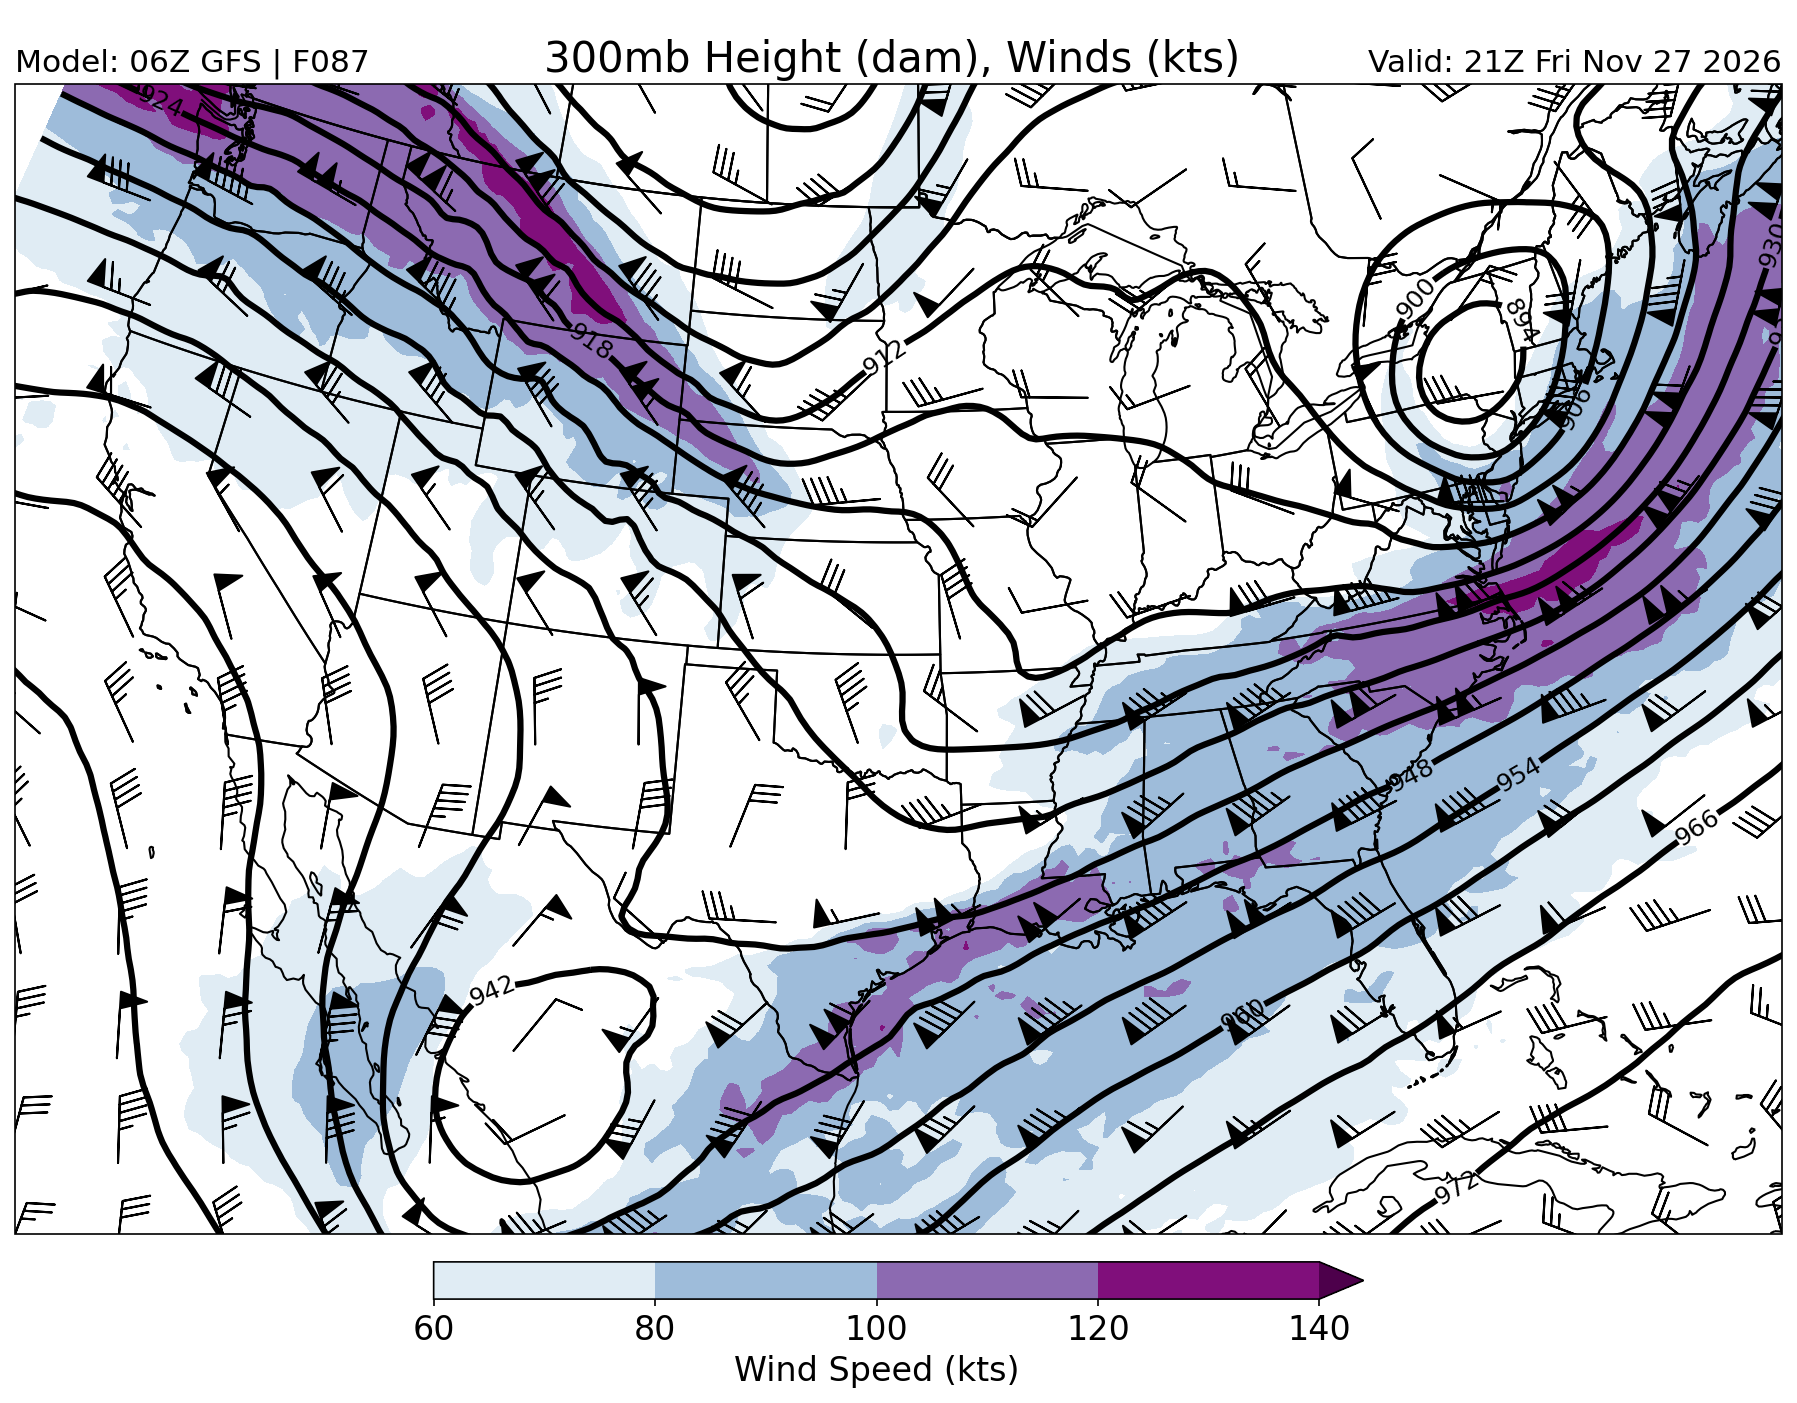 Model: 06Z GFS | F087
300mb Height (dam), Winds (kts)
Valid: 21Z Fri Nov 27 2026
924
930
918
912
900
894
906
948
954
966
942
960
972
60 80 100 120 140
Wind Speed (kts)